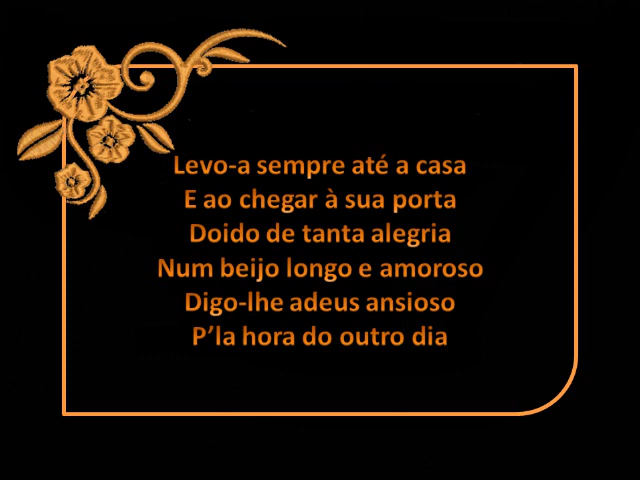 Levo-a sempre até a casa
E ao chegar à sua porta
Doido de tanta alegria
Num beijo longo e amoroso
Digo-lhe adeus ansioso
P’la hora do outro dia